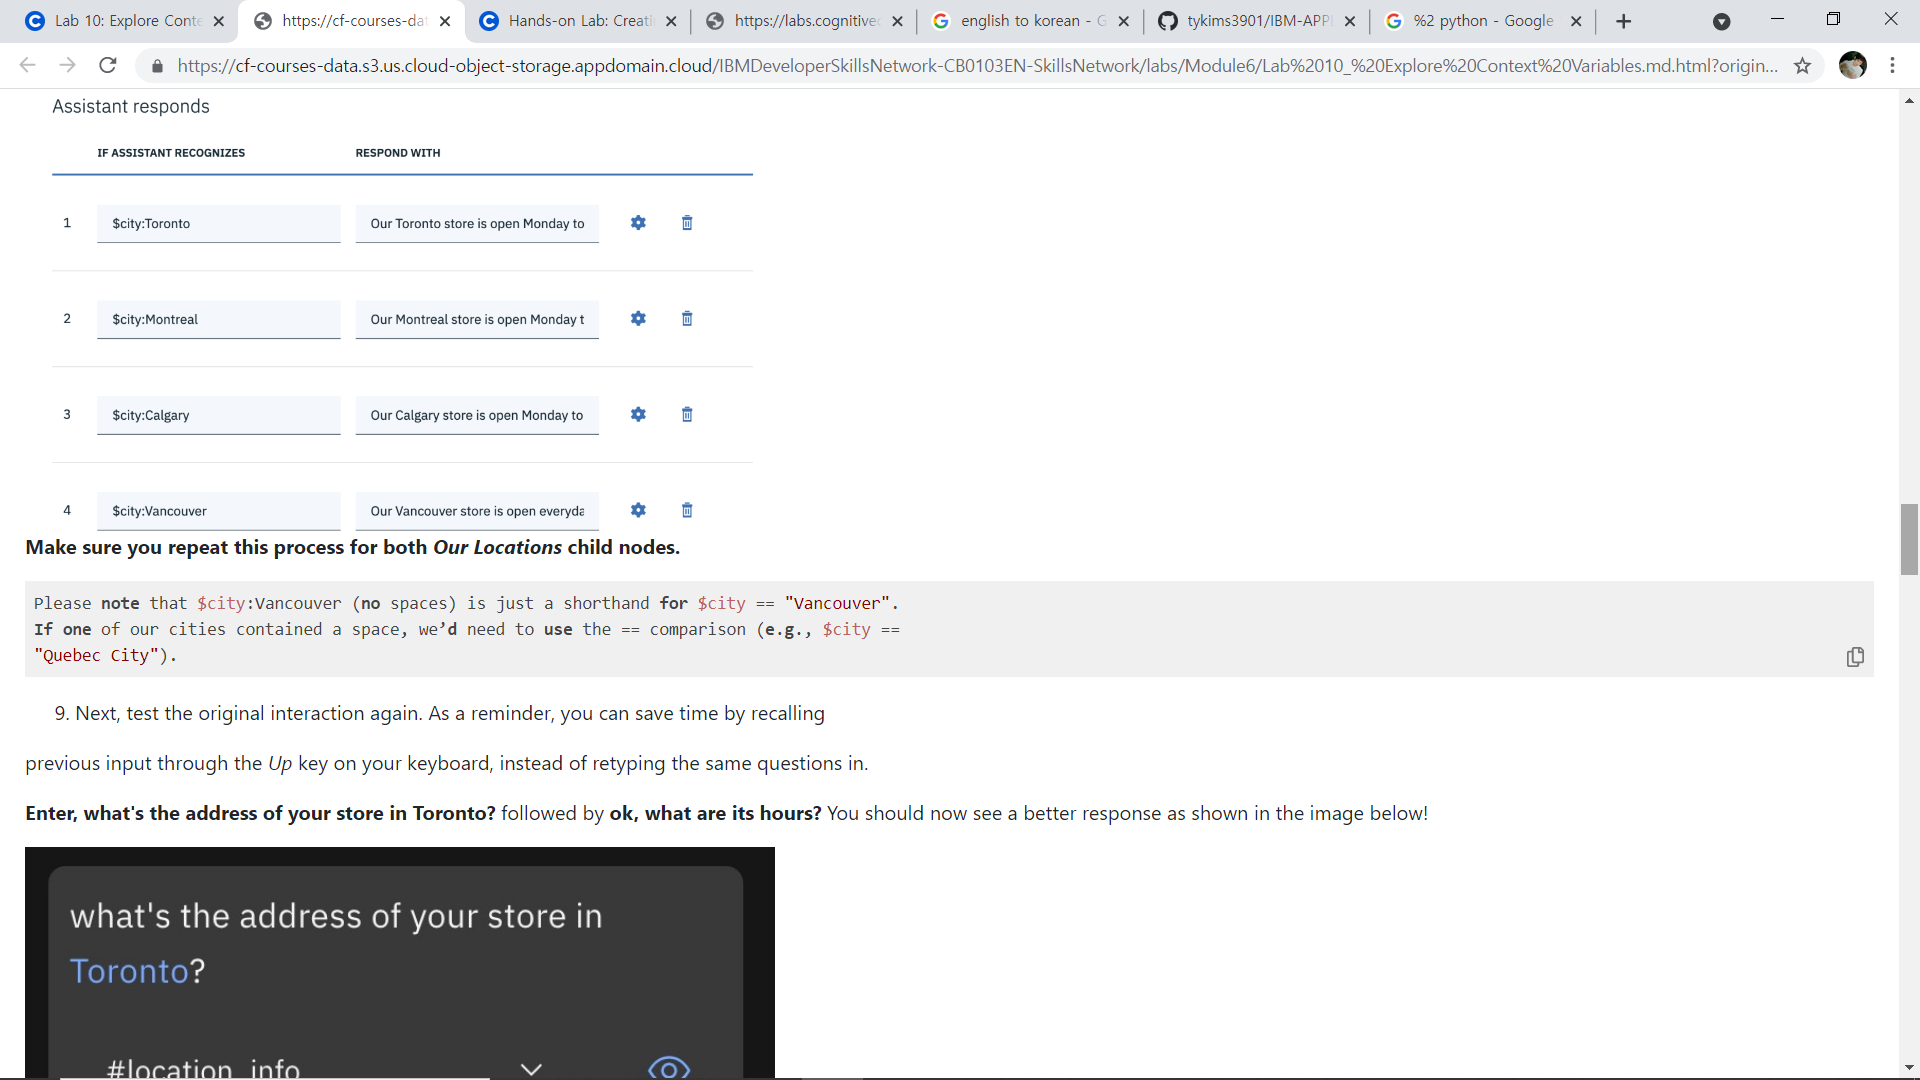 Lab 10: Explore Conte
https://cf-courses-dat
Hands-on Lab: Creati
https://labs.cognitivec
english to korean - G
tykims3901/IBM-APPI
%2 python - Google
https://cf-courses-data.s3.us.cloud-object-storage.appdomain.cloud/IBMDeveloperSkillsNetwork-CB0103EN-SkillsNetwork/labs/Module6/Lab%2010_%20Explore%20Context%20Variables.md.html?origin...
Assistant responds
IF ASSISTANT RECOGNIZES RESPOND WITH
1 $city:Toronto Our Toronto store is open Monday to
2 $city:Montreal Our Montreal store is open Monday t
3 $city:Calgary Our Calgary store is open Monday to
4 $city:Vancouver Our Vancouver store is open everyda
Make sure you repeat this process for both Our Locations child nodes.
Please note that $city:Vancouver (no spaces) is just a shorthand for $city == "Vancouver".
If one of our cities contained a space, we’d need to use the == comparison (e.g., $city ==
"Quebec City").
9. Next, test the original interaction again. As a reminder, you can save time by recalling
previous input through the Up key on your keyboard, instead of retyping the same questions in.
Enter, what's the address of your store in Toronto? followed by ok, what are its hours? You should now see a better response as shown in the image below!
what's the address of your store in
Toronto?
#location_info